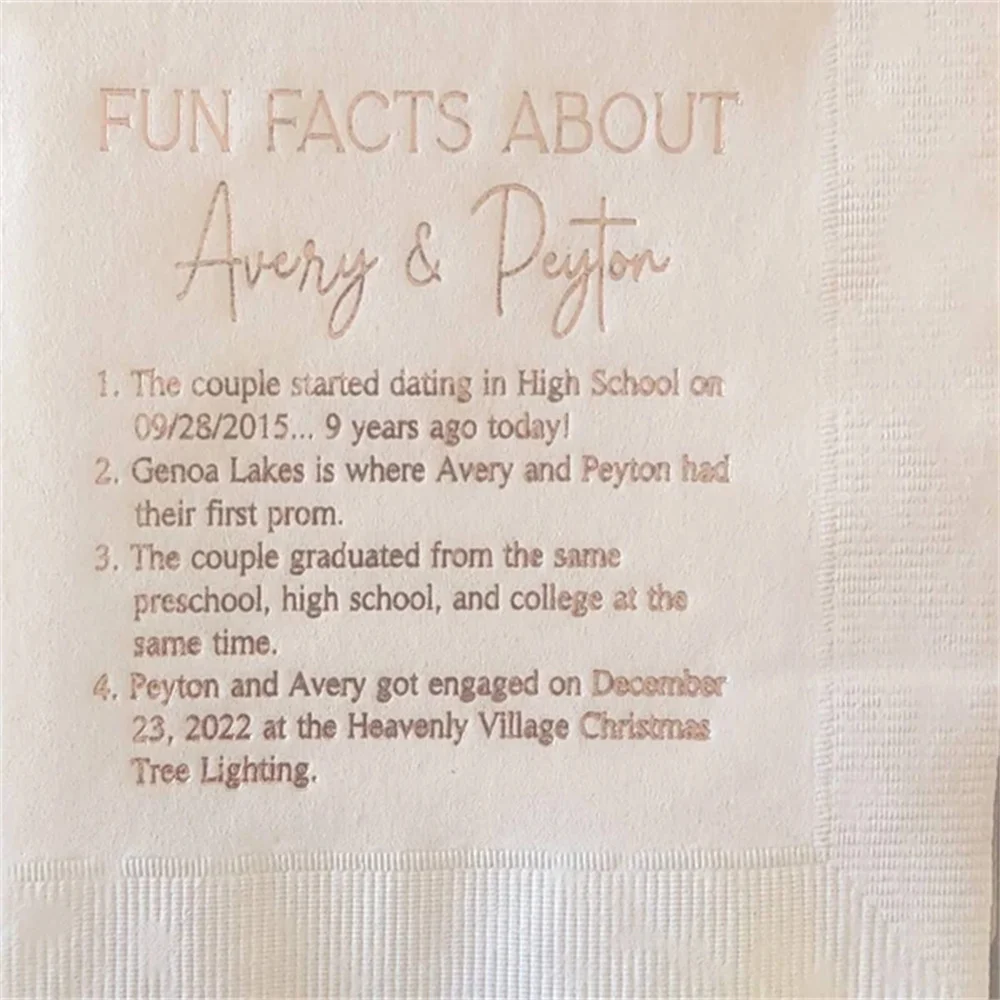 FUN FACTS ABOUT
Avery & Peyton
1. The couple started dating in High School on
09/28/2015... 9 years ago today!
2. Genoa Lakes is where Avery and Peyton had
their first prom.
3. The couple graduated from the same
preschool, high school, and college at the
same time.
4. Peyton and Avery got engaged on December
23, 2022 at the Heavenly Village Christmas
Tree Lighting.